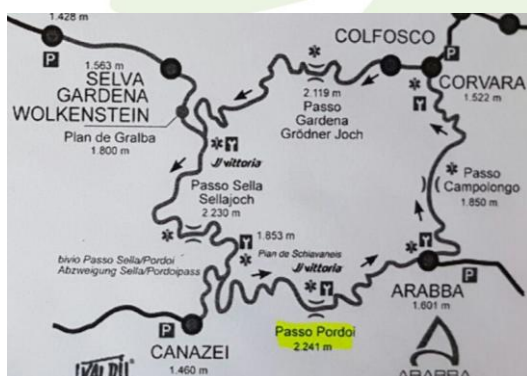 1.428 m
P
COLFOSCO
P
1.563 m
SELVA
GARDENA
WOLKENSTEIN
Plan de Gralba
1.800 m
2.119 m
Passo
Gardena
Grödner Joch
CORVARA
1.522 m
vittoria
Passo Sella
Sellajoch
2.230 m
Passo
Campolongo
1.850 m
1.853 m
bivio Passo Sella/Pordoi
Abzweigung Sella/Pordoipass
Plan de Schiavaneis
vittoria
P
ARABBA
1.601 m
P
CANAZEI
1.460 m
Passo Pordoi
2.241 m
ARABBA